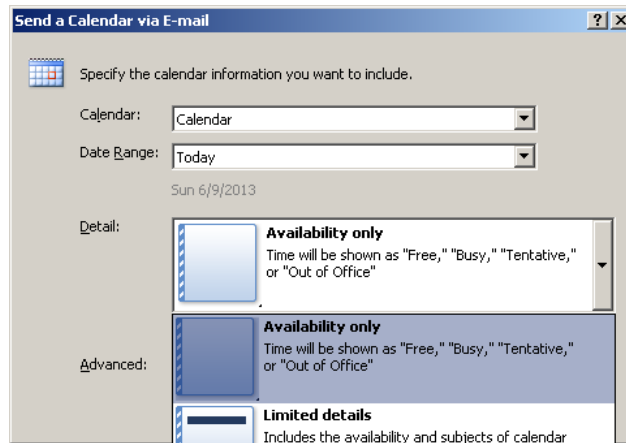 Send a Calendar via E-mail
Specify the calendar information you want to include.
Calendar: Calendar
Date Range: Today
Sun 6/9/2013
Detail: Availability only
Time will be shown as "Free," "Busy," "Tentative,"
or "Out of Office"
Availability only
Time will be shown as "Free," "Busy," "Tentative,"
Advanced: or "Out of Office"
Limited details
Includes the availability and subjects of calendar